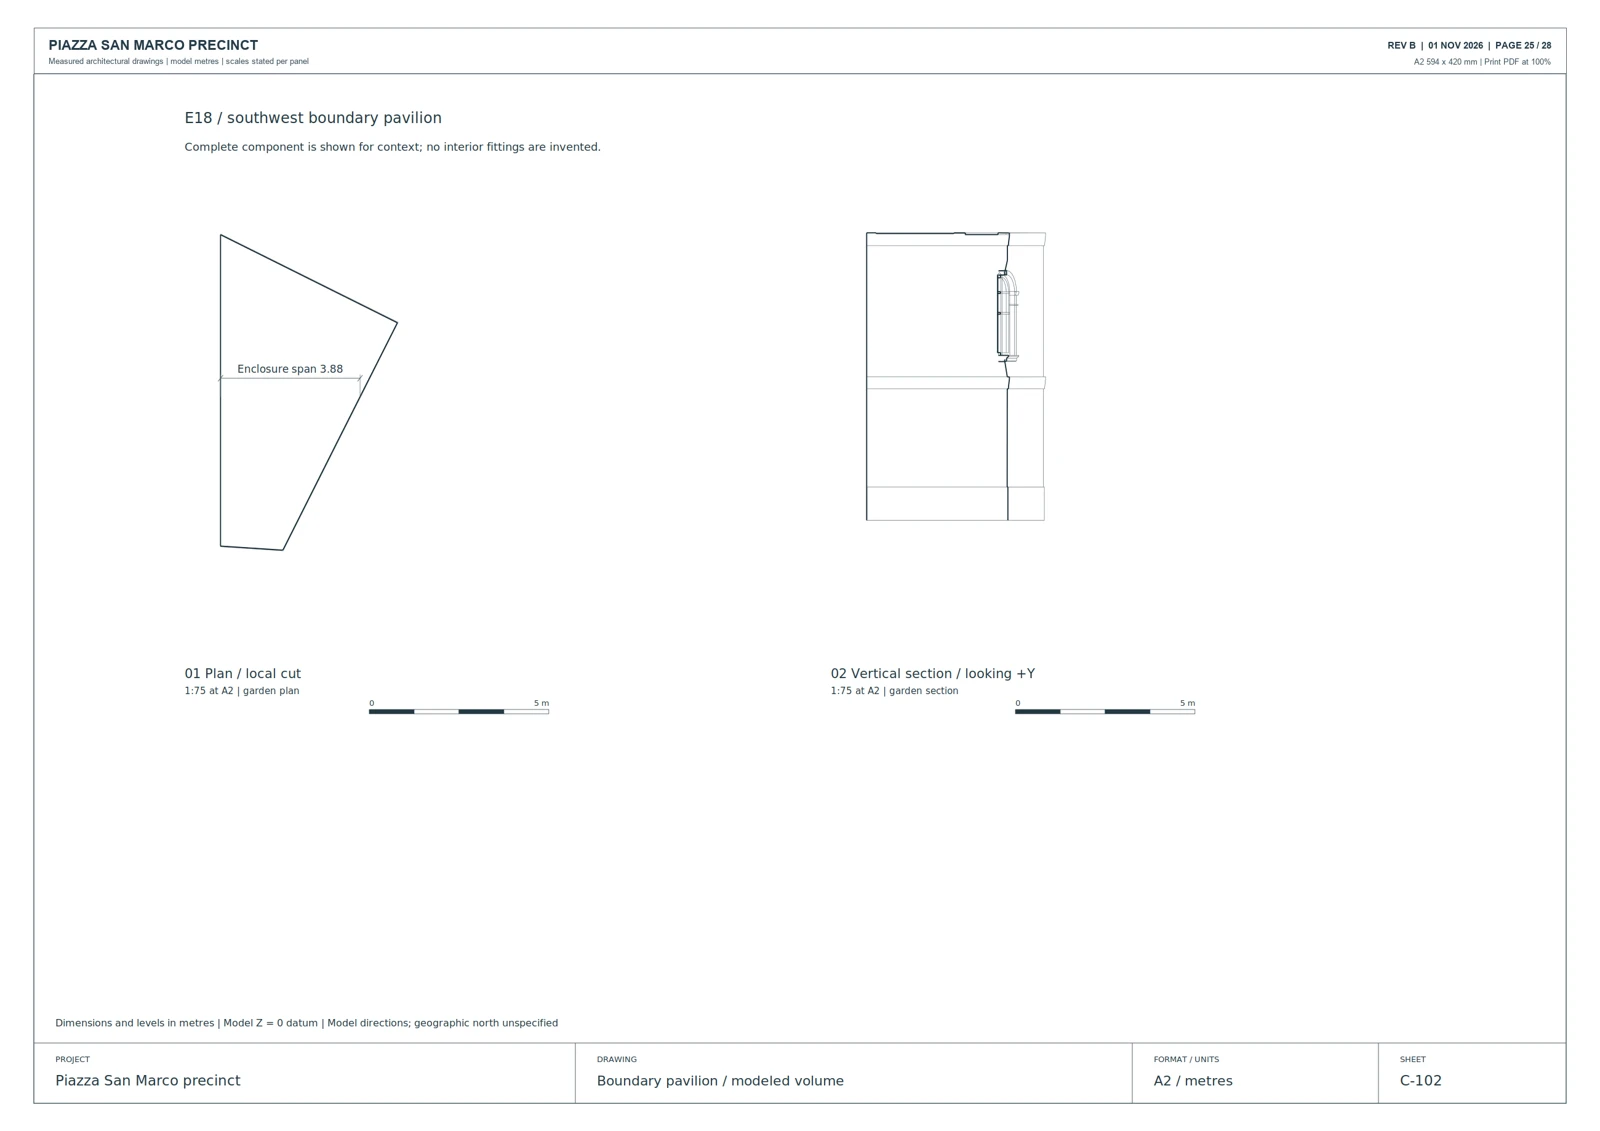 PIAZZA SAN MARCO PRECINCT
Measured architectural drawings | model metres | scales stated per panel
REV B | 01 NOV 2026 | PAGE 25 / 28
A2 594 x 420 mm | Print PDF at 100%
E18 / southwest boundary pavilion
Complete component is shown for context; no interior fittings are invented.
Enclosure span 3.88
01 Plan / local cut
1:75 at A2 | garden plan
0 5 m
02 Vertical section / looking +Y
1:75 at A2 | garden section
0 5 m
Dimensions and levels in metres | Model Z = 0 datum | Model directions; geographic north unspecified
PROJECT
Piazza San Marco precinct
DRAWING
Boundary pavilion / modeled volume
FORMAT / UNITS
A2 / metres
SHEET
C-102